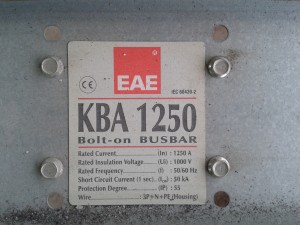 EAE
CE
IEC 60439-2
KBA 1250
Bolt-on BUSBAR
Rated Current : 1250 A
Rated Insulation Voltage (Ui) : 1000 V
Rated Frequency (f) : 50/60 Hz
Short Circuit Current (1 sec) (Icw) : 50 kA
Protection Degree (IP) : 55
Wire : 3P+N+PE (Housing)